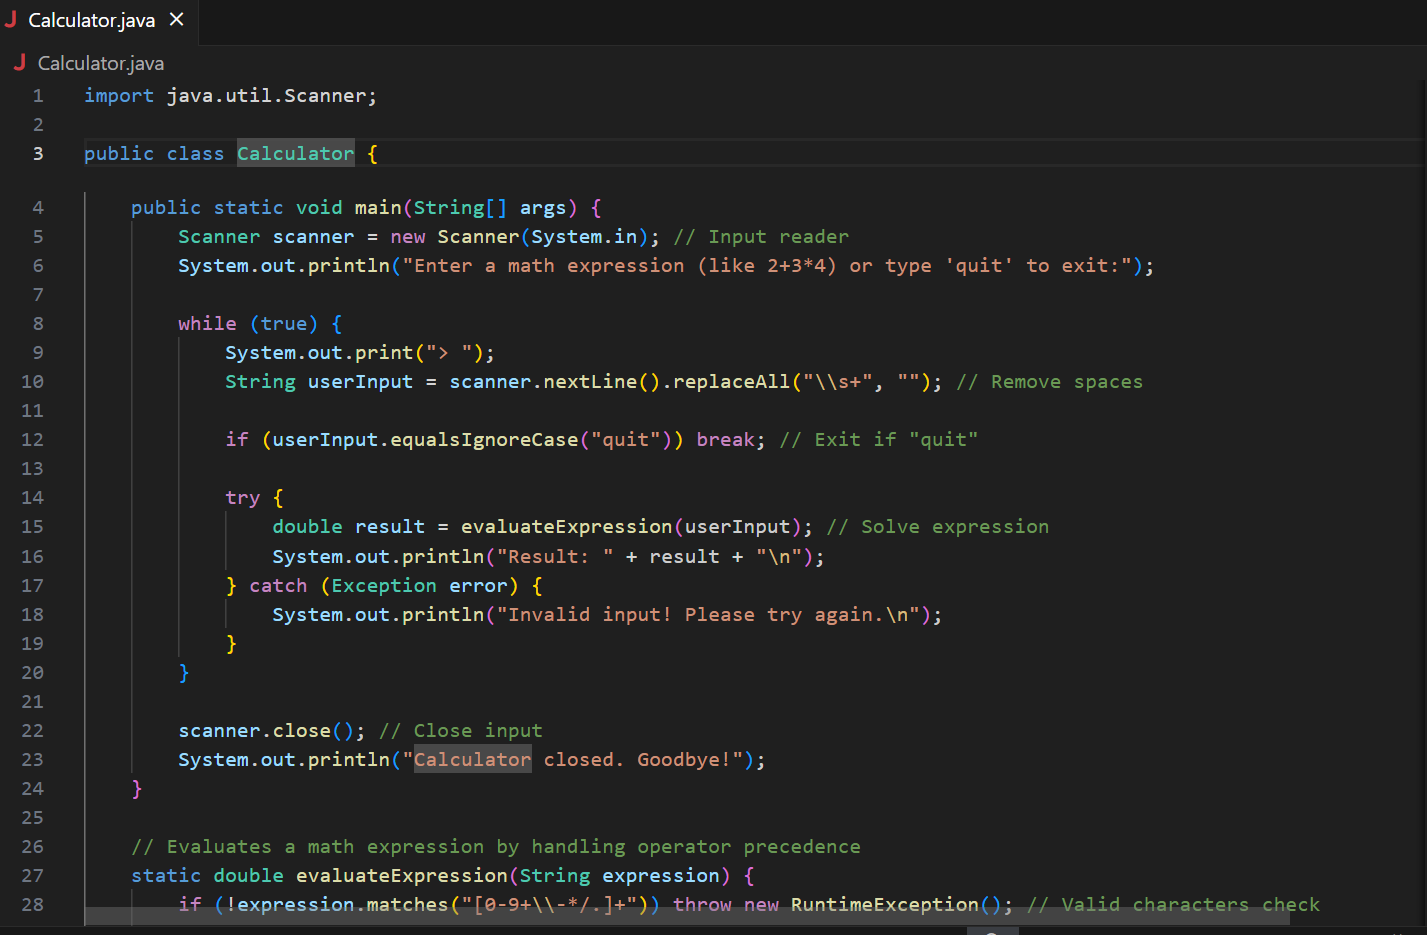 Calculator.java
Calculator.java
1 import java.util.Scanner;
2
3 public class Calculator {
4     public static void main(String[] args) {
5         Scanner scanner = new Scanner(System.in); // Input reader
6         System.out.println("Enter a math expression (like 2+3*4) or type 'quit' to exit:");
7
8         while (true) {
9             System.out.print("> ");
10             String userInput = scanner.nextLine().replaceAll("\\s+", ""); // Remove spaces
11
12             if (userInput.equalsIgnoreCase("quit")) break; // Exit if "quit"
13
14             try {
15                 double result = evaluateExpression(userInput); // Solve expression
16                 System.out.println("Result: " + result + "\n");
17             } catch (Exception error) {
18                 System.out.println("Invalid input! Please try again.\n");
19             }
20         }
21
22         scanner.close(); // Close input
23         System.out.println("Calculator closed. Goodbye!");
24     }
25
26     // Evaluates a math expression by handling operator precedence
27     static double evaluateExpression(String expression) {
28         if (!expression.matches("[0-9+\\-*/.]+")) throw new RuntimeException(); // Valid characters check